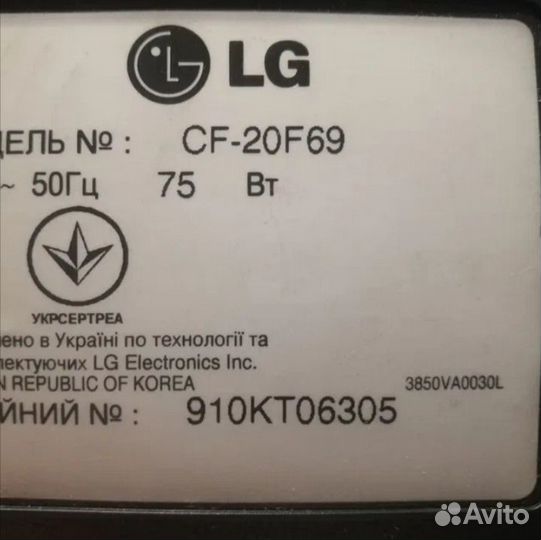 LG
ДЕЛЬ № : CF-20F69
~ 50Гц 75 Вт
УКРСЕРТРЕА
ено в Україні по технології та
плектуючих LG Electronics Inc.
N REPUBLIC OF KOREA 3850VA0030L
ЙНИЙ № : 910KT06305
Avito